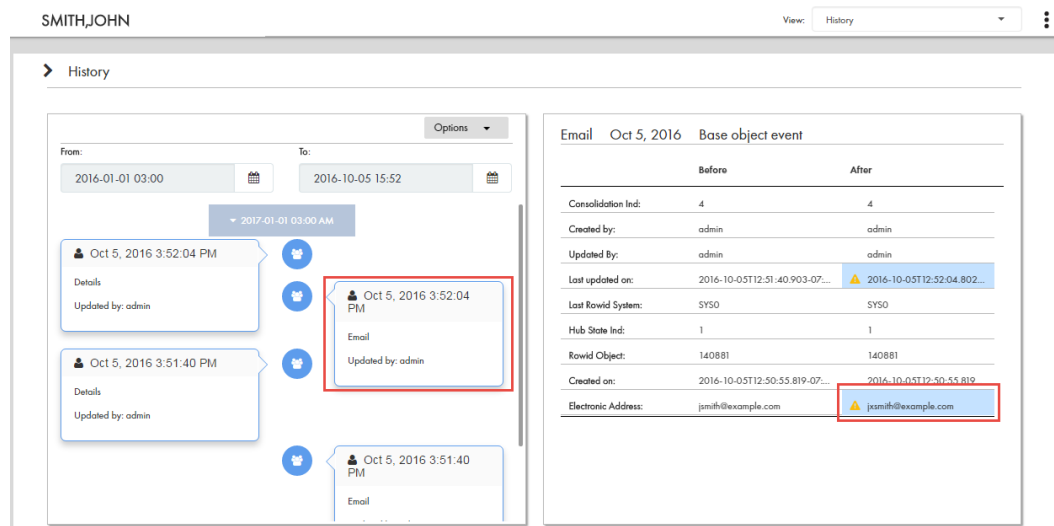 SMITH,JOHN
View: History
History
Options
From: To:
2016-01-01 03:00 2016-10-05 15:52
2017-01-01 03:00 AM
Oct 5, 2016 3:52:04 PM
Details
Updated by: admin
Oct 5, 2016 3:52:04
PM
Email
Updated by: admin
Oct 5, 2016 3:51:40 PM
Details
Updated by: admin
Oct 5, 2016 3:51:40
PM
Email
Email Oct 5, 2016 Base object event
Before After
Consolidation Ind: 4 4
Created by: admin admin
Updated By: admin admin
Last updated on: 2016-10-05T12:51:40.903-07:... 2016-10-05T12:52:04.802...
Last Rowid System: SYS0 SYS0
Hub State Ind: 1 1
Rowid Object: 140881 140881
Created on: 2016-10-05T12:50:55.819-07:... 2016-10-05T12:50:55.819
Electronic Address: jsmith@example.com jxsmith@example.com